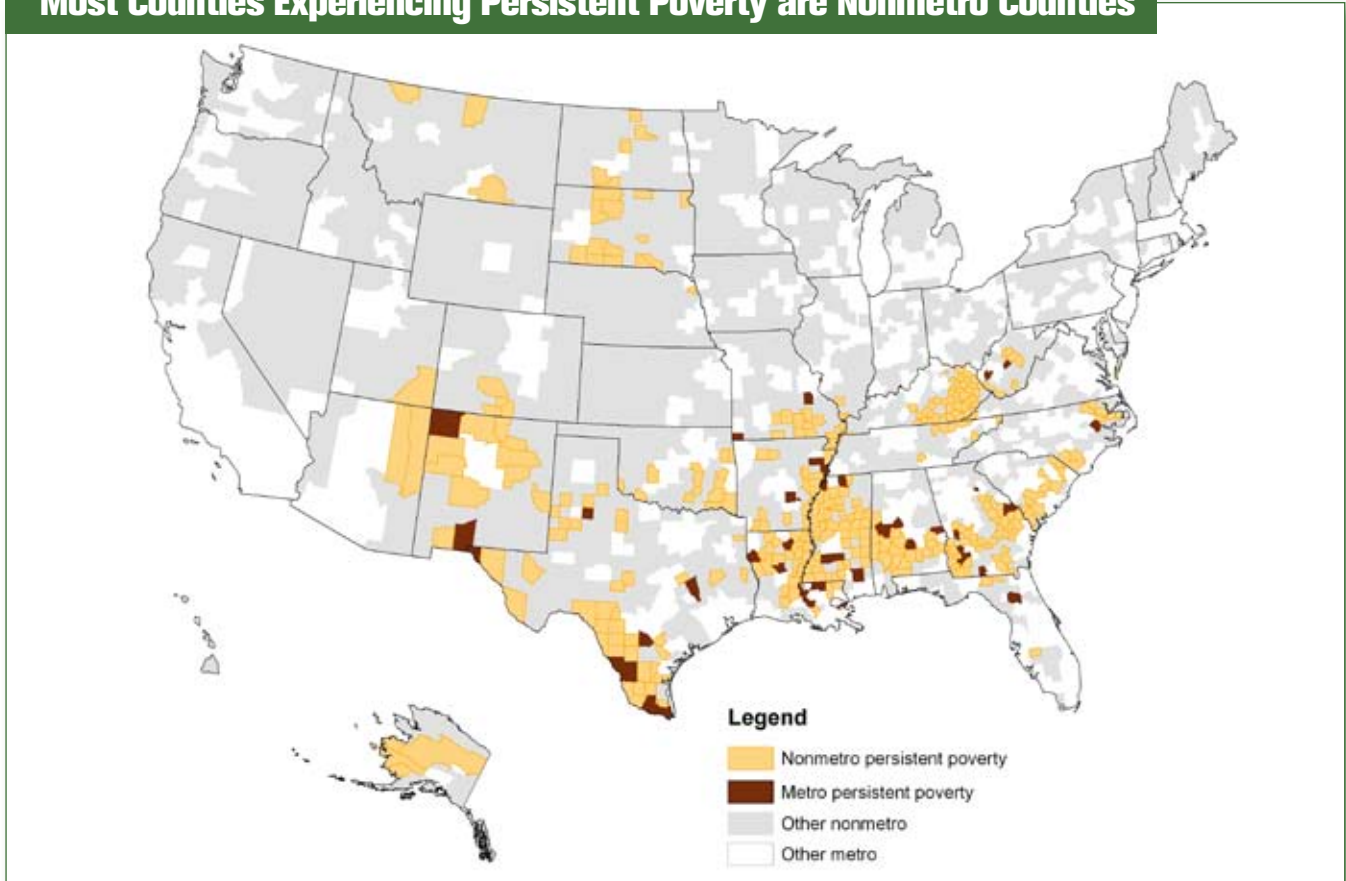 Most Counties Experiencing Persistent Poverty are Nonmetro Counties
Legend
Nonmetro persistent poverty
Metro persistent poverty
Other nonmetro
Other metro